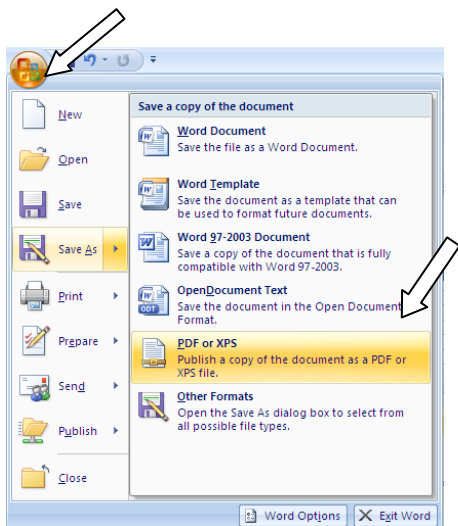 New
Open
Save
Save As
Print
Prepare
Send
Publish
Close
Save a copy of the document
Word Document
Save the file as a Word Document.
Word Template
Save the document as a template that can
be used to format future documents.
Word 97-2003 Document
Save a copy of the document that is fully
compatible with Word 97-2003.
OpenDocument Text
Save the document in the Open Document
Format.
ODT
PDF or XPS
Publish a copy of the document as a PDF or
XPS file.
Other Formats
Open the Save As dialog box to select from
all possible file types.
Word Options
Exit Word